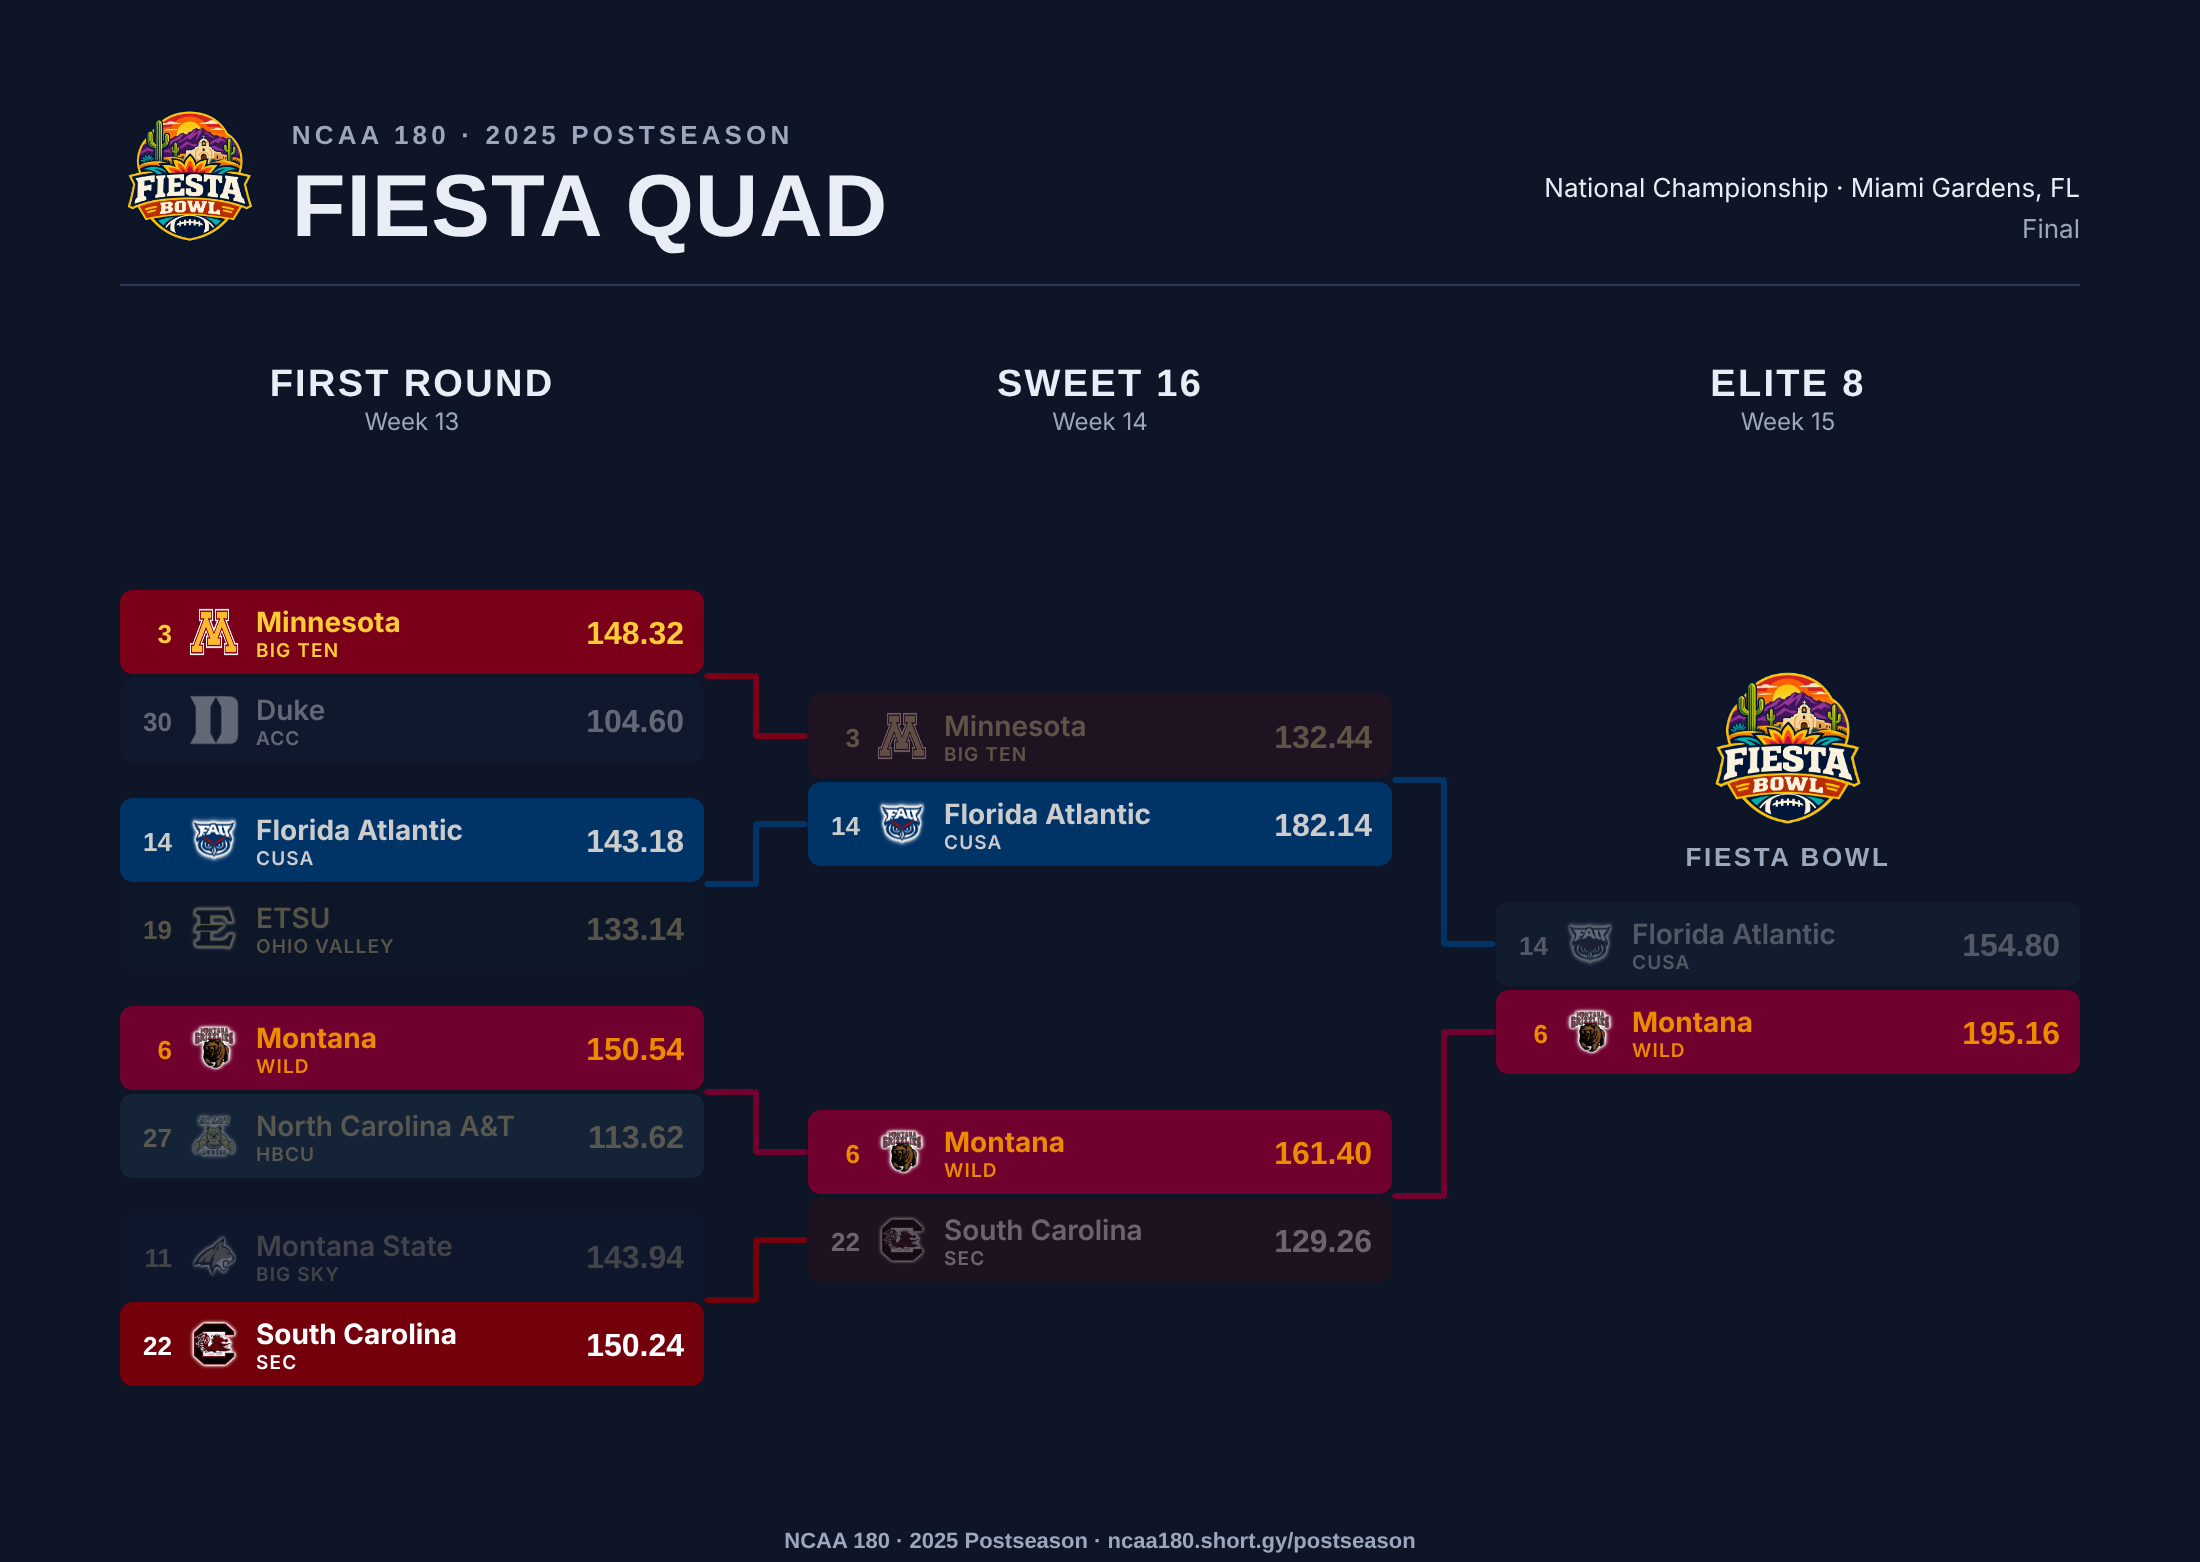 FIESTA
BOWL
NCAA 180 · 2025 POSTSEASON
FIESTA QUAD
National Championship · Miami Gardens, FL
Final
FIRST ROUND
Week 13
SWEET 16
Week 14
ELITE 8
Week 15
3 Minnesota 148.32
BIG TEN
30 Duke 104.60
ACC
14 FAU Florida Atlantic 143.18
CUSA
19 ETSU 133.14
OHIO VALLEY
6 Montana 150.54
WILD
27 North Carolina A&T 113.62
HBCU
11 Montana State 143.94
BIG SKY
22 South Carolina 150.24
SEC
3 Minnesota 132.44
BIG TEN
14 FAU Florida Atlantic 182.14
CUSA
6 Montana 161.40
WILD
22 South Carolina 129.26
SEC
FIESTA
BOWL
FIESTA BOWL
14 FAU Florida Atlantic 154.80
CUSA
6 Montana 195.16
WILD
NCAA 180 · 2025 Postseason · ncaa180.short.gy/postseason